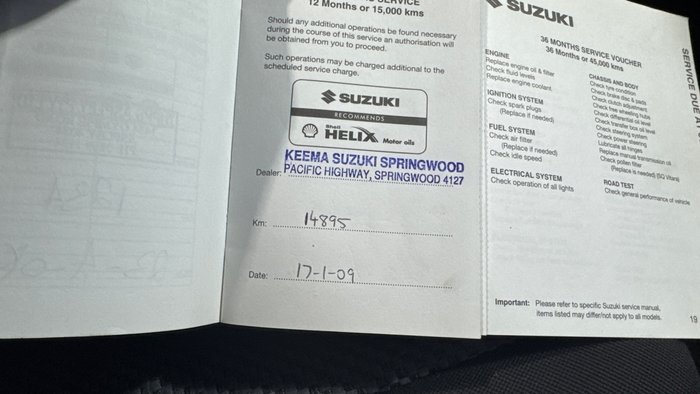 SERVICE
12 Months or 15,000 kms
Should any additional operations be found necessary
during the course of this service an authorisation will
be obtained from you to proceed.
Such operations may be charged additional to the
scheduled service charge.
SUZUKI
RECOMMENDS
Shell
HELIX Motor oils
KEEMA SUZUKI SPRINGWOOD
Dealer: PACIFIC HIGHWAY, SPRINGWOOD 4127
Km: 14895
Date: 17-1-09
SUZUKI
36 MONTHS SERVICE VOUCHER
36 Months or 45,000 kms
ENGINE
Replace engine oil & filter
Check fluid levels
Replace engine coolant
IGNITION SYSTEM
Check spark plugs
(Replace if needed)
FUEL SYSTEM
Check air filter
(Replace if needed)
Check idle speed
ELECTRICAL SYSTEM
Check operation of all lights
CHASSIS AND BODY
Check tyre condition
Check brake disc & pads
Check clutch adjustment
Check free wheeling hubs
Check differential oil level
Check transfer box oil level
Check steering system
Check power steering
Lubricate all hinges
Replace manual transmission oil
Check pollen filter
(Replace if needed) (SQ Vitara)
ROAD TEST
Check general performance of vehicle
Important: Please refer to specific Suzuki service manual,
items listed may differ/not apply to all models.
19